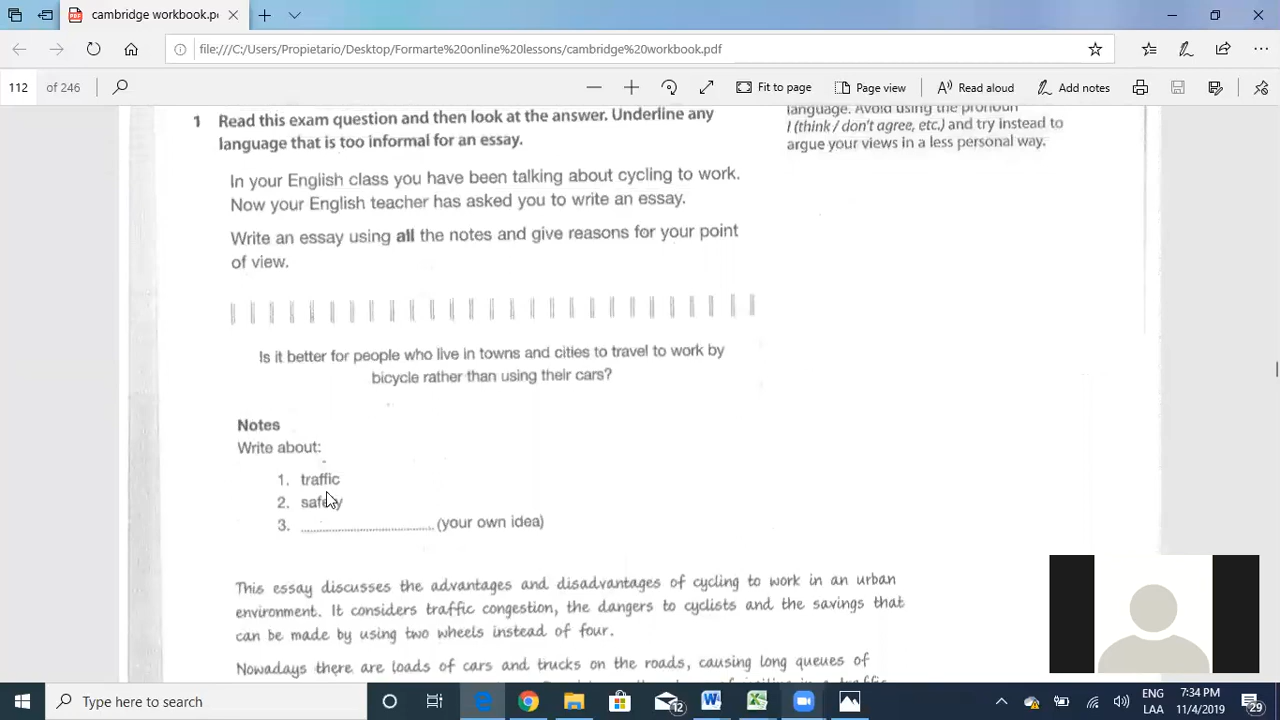 cambridge workbook.p
file:///C:/Users/Propietario/Desktop/Formarte%20online%20lessons/cambridge%20workbook.pdf
112 of 246
Fit to page
Page view
Read aloud
Add notes
1 Read this exam question and then look at the answer. Underline any
language that is too informal for an essay.
language. Avoid using the pronoun
I (think / don't agree, etc.) and try instead to
argue your views in a less personal way.
In your English class you have been talking about cycling to work.
Now your English teacher has asked you to write an essay.
Write an essay using all the notes and give reasons for your point
of view.
Is it better for people who live in towns and cities to travel to work by
bicycle rather than using their cars?
Notes
Write about:
1. traffic
2. safety
3. (your own idea)
This essay discusses the advantages and disadvantages of cycling to work in an urban
environment. It considers traffic congestion, the dangers to cyclists and the savings that
can be made by using two wheels instead of four.
Nowadays there are loads of cars and trucks on the roads, causing long queues of
Type here to search
12
ENG
LAA
7:34 PM
11/4/2019
29